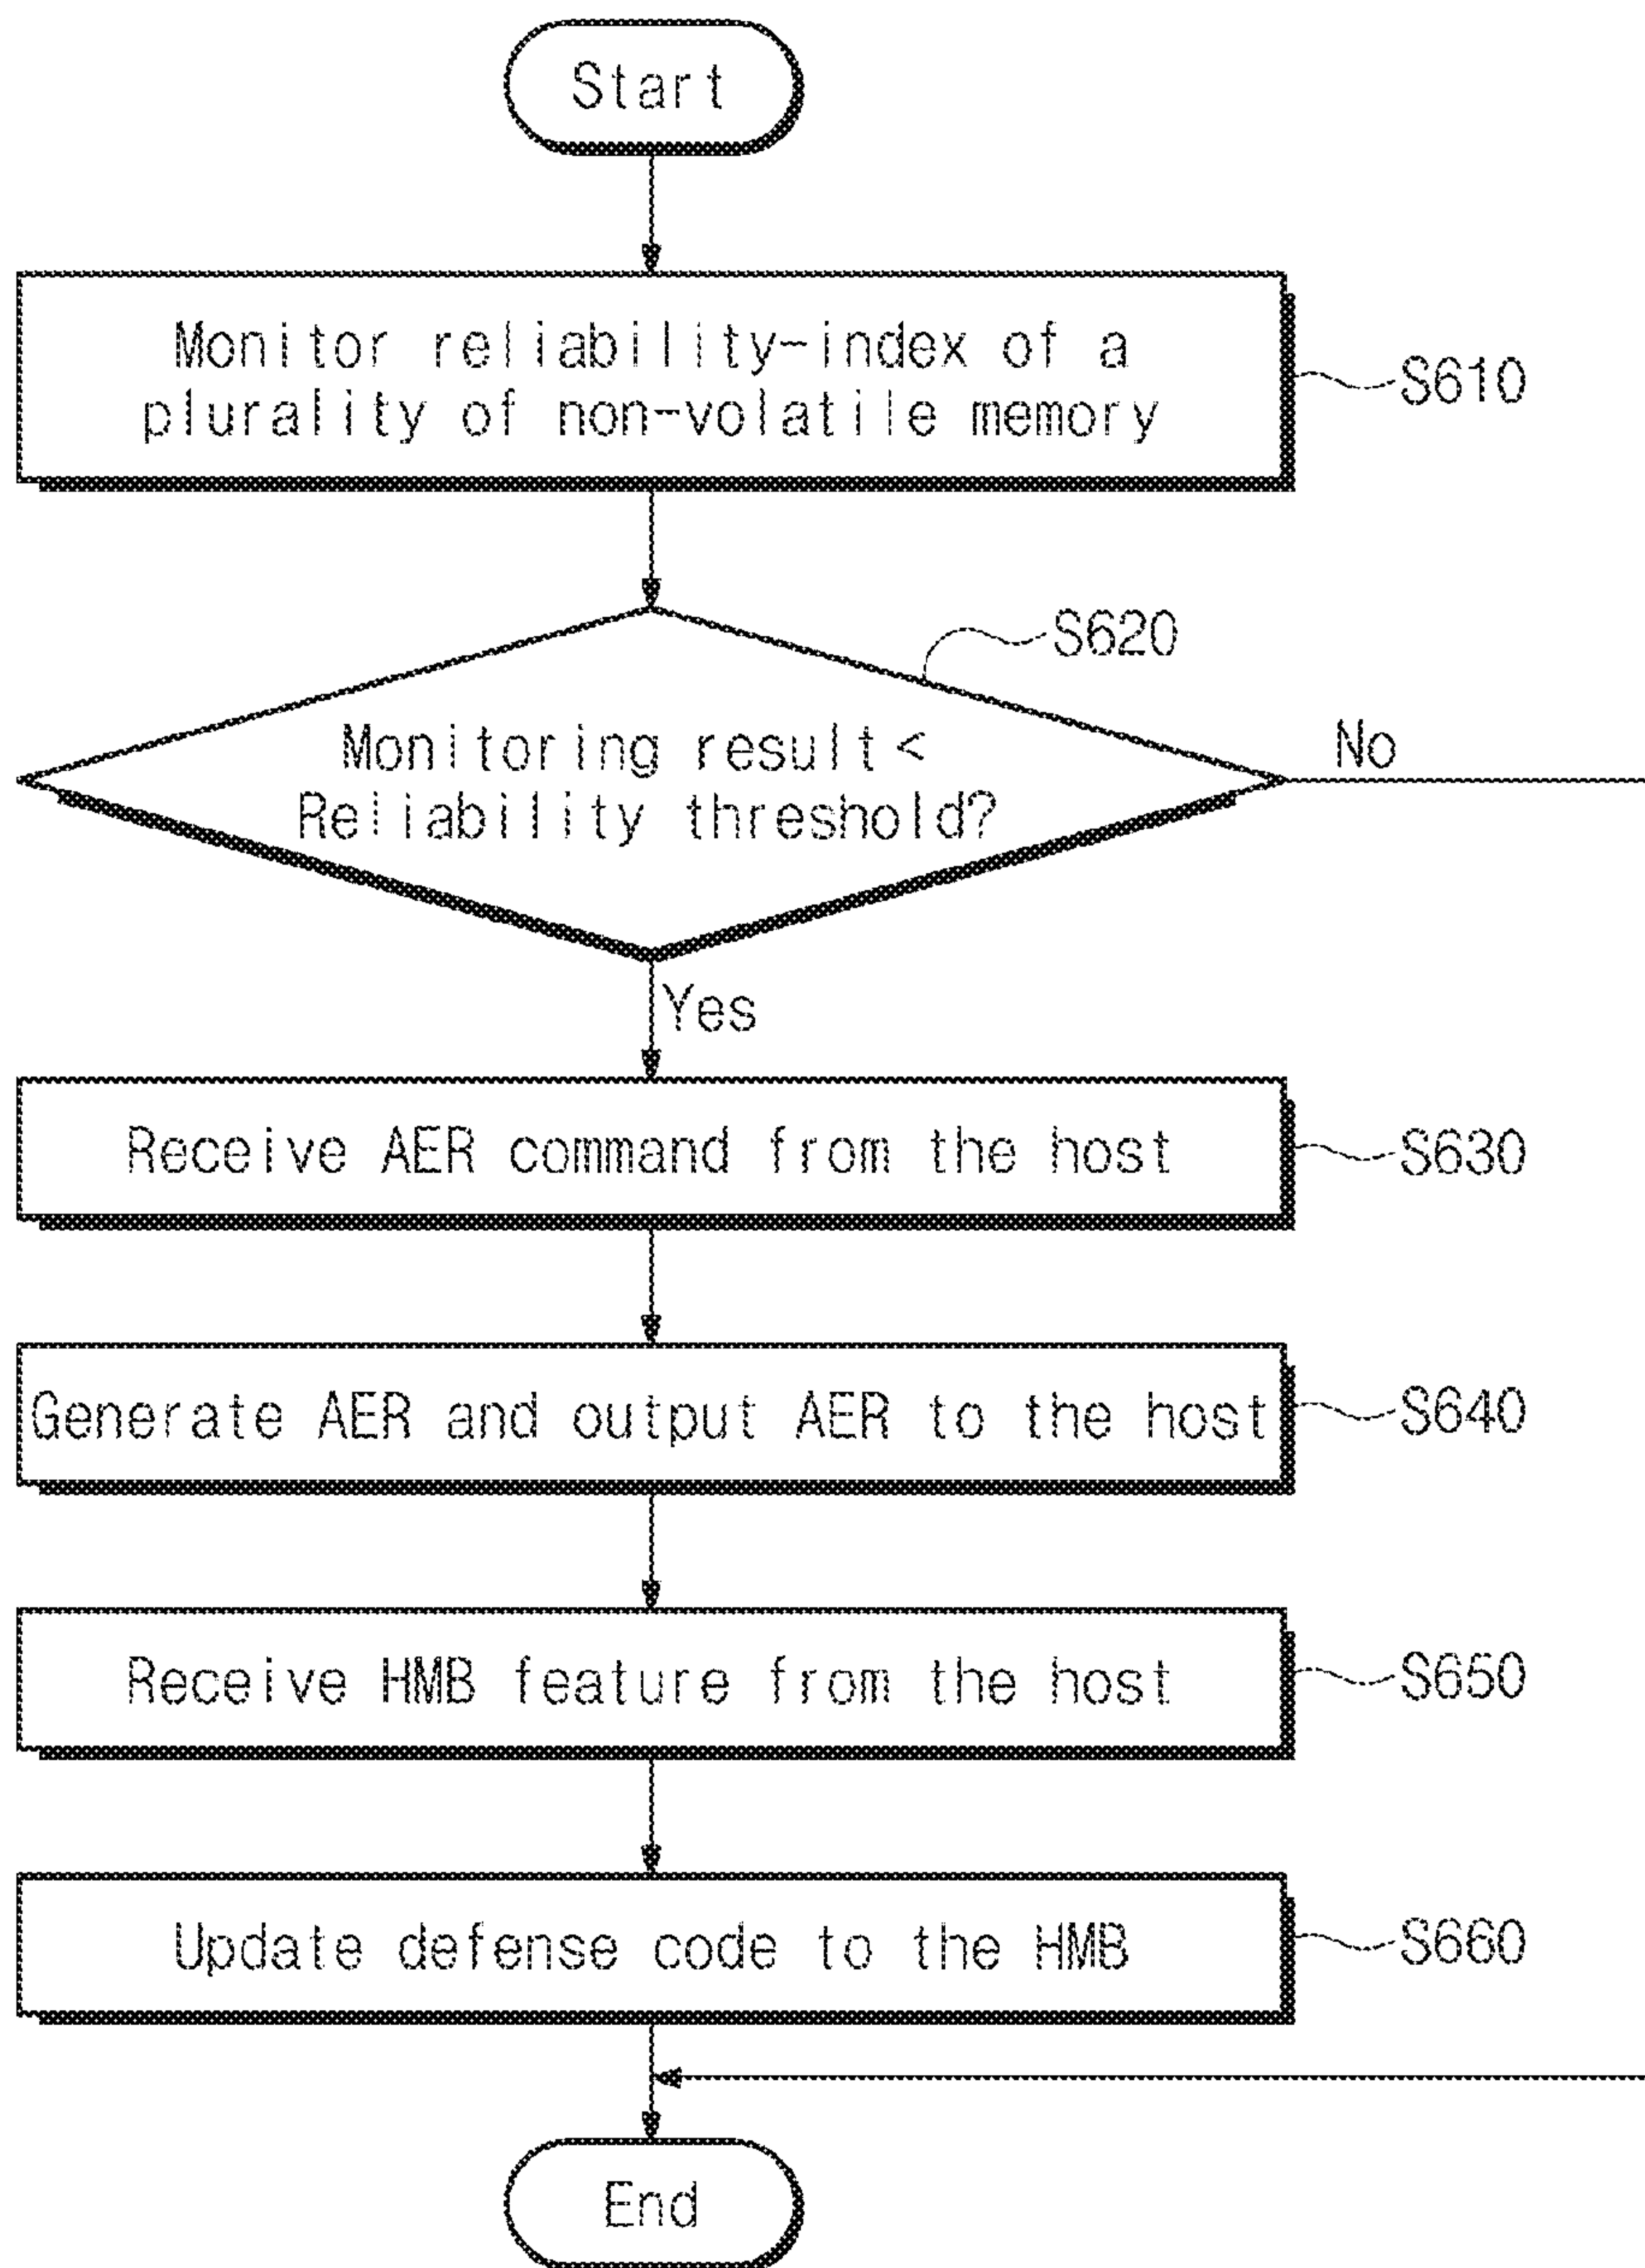 Start
Monitor reliability-index of a
plurality of non-volatile memory
S610
S620
Monitoring result <
Reliability threshold?
No
Yes
Receive AER command from the host
S630
Generate AER and output AER to the host
S640
Receive HMB feature from the host
S650
Update defense code to the HMB
S660
End